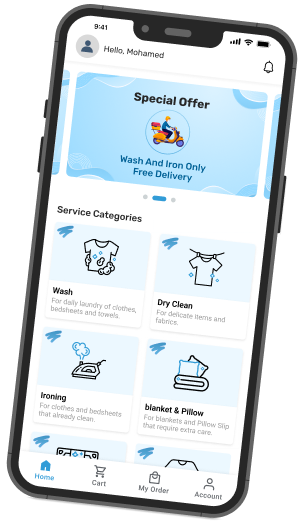 9:41
Hello, Mohamed
Special Offer
Wash And Iron Only
Free Delivery
Service Categories
Wash
For daily laundry of clothes,
bedsheets and towels.
Dry Clean
For delicate items and
fabrics.
Ironing
For clothes and bedsheets
that already clean.
blanket & Pillow
For blankets and Pillow Slip
that require extra care.
Home
Cart
My Order
Account